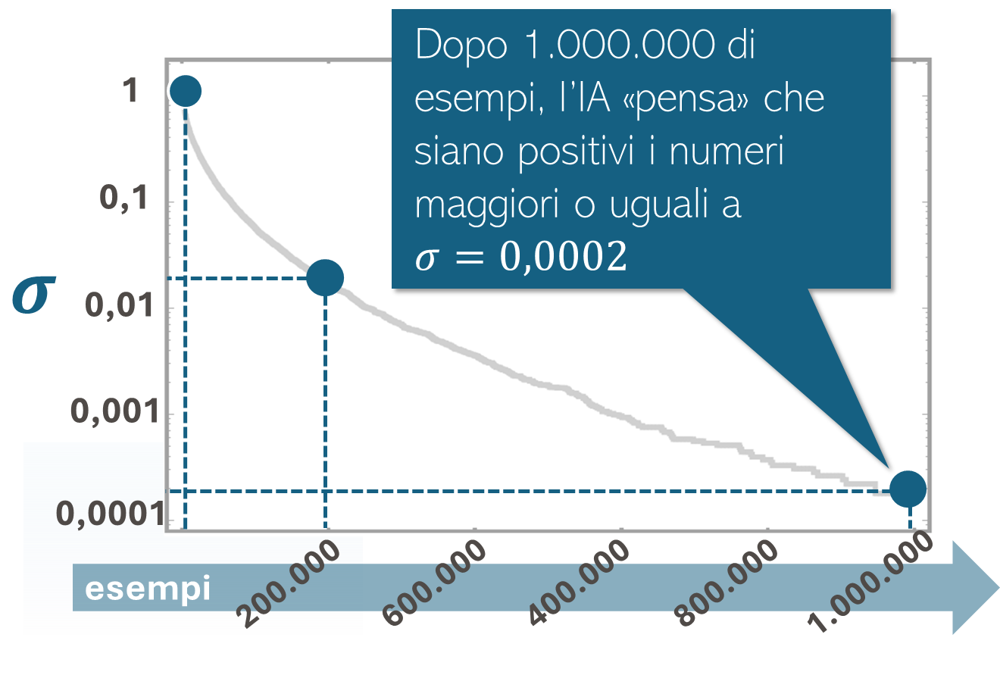 Dopo 1.000.000 di
esempi, l'IA «pensa» che
siano positivi i numeri
maggiori o uguali a
σ = 0,0002
1
0,1
σ
0,01
0,001
0,0001
esempi
200.000
600.000
400.000
800.000
1.000.000